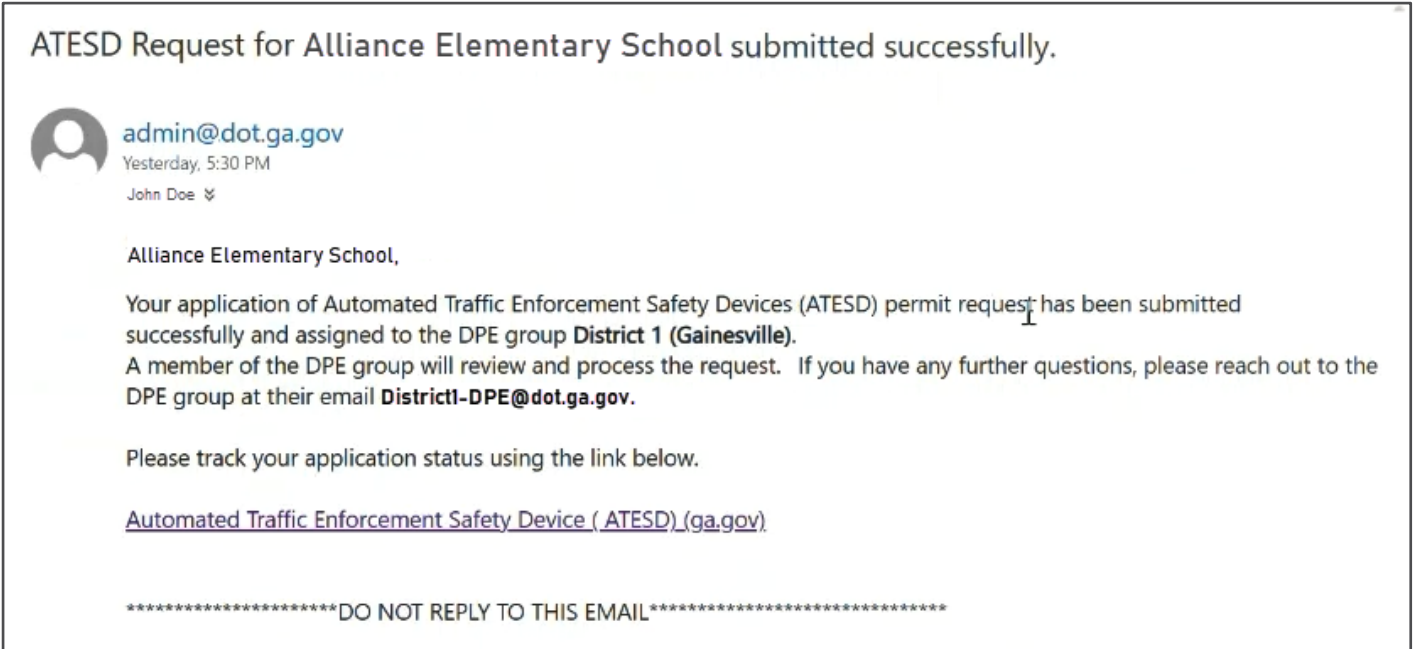 ATESD Request for Alliance Elementary School submitted successfully.
admin@dot.ga.gov
Yesterday, 5:30 PM
John Doe
Alliance Elementary School,
Your application of Automated Traffic Enforcement Safety Devices (ATESD) permit request has been submitted
successfully and assigned to the DPE group District 1 (Gainesville).
A member of the DPE group will review and process the request. If you have any further questions, please reach out to the
DPE group at their email District1-DPE@dot.ga.gov.
Please track your application status using the link below.
Automated Traffic Enforcement Safety Device ( ATESD) (ga.gov)
**********************DO NOT REPLY TO THIS EMAIL*******************************